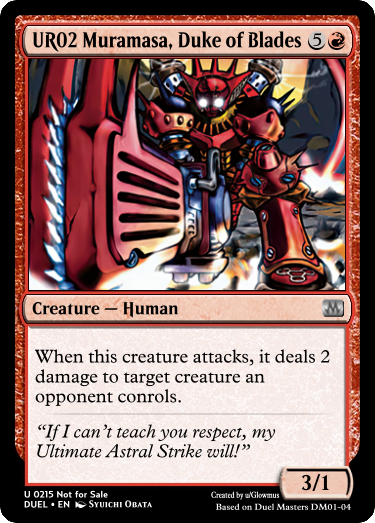 UR02 Muramasa, Duke of Blades 5
Creature — Human
When this creature attacks, it deals 2
damage to target creature an
opponent conrols.
“If I can’t teach you respect, my
Ultimate Astral Strike will!”
3/1
U 0215 Not for Sale
DUEL • EN Syuichi Obata
Created by u/Glowmus
Based on Duel Masters DM01-04